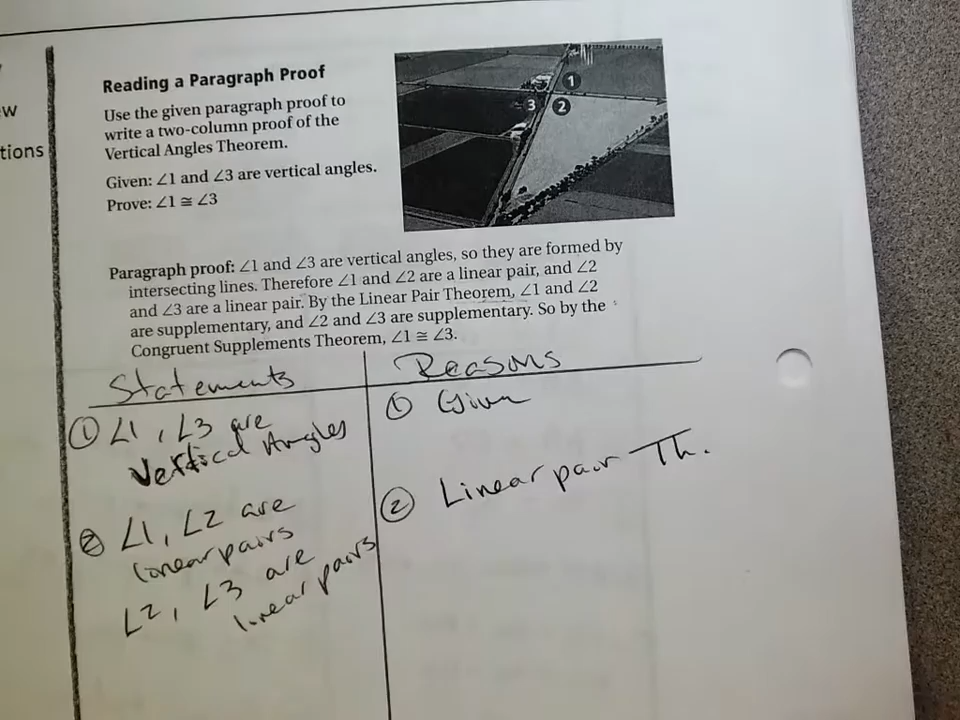 ew
tions
Reading a Paragraph Proof
Use the given paragraph proof to
write a two-column proof of the
Vertical Angles Theorem.
Given: ∠1 and ∠3 are vertical angles.
Prove: ∠1 ≅ ∠3
1
3 2
Paragraph proof: ∠1 and ∠3 are vertical angles, so they are formed by
intersecting lines. Therefore ∠1 and ∠2 are a linear pair, and ∠2
and ∠3 are a linear pair. By the Linear Pair Theorem, ∠1 and ∠2
are supplementary, and ∠2 and ∠3 are supplementary. So by the
Congruent Supplements Theorem, ∠1 ≅ ∠3.
Statements
Reasons
① ∠1, ∠3 are
Vertical Angles
① Given
② ∠1, ∠2 are
linear pairs
∠2, ∠3 are
linear pairs
② Linear pair Th.